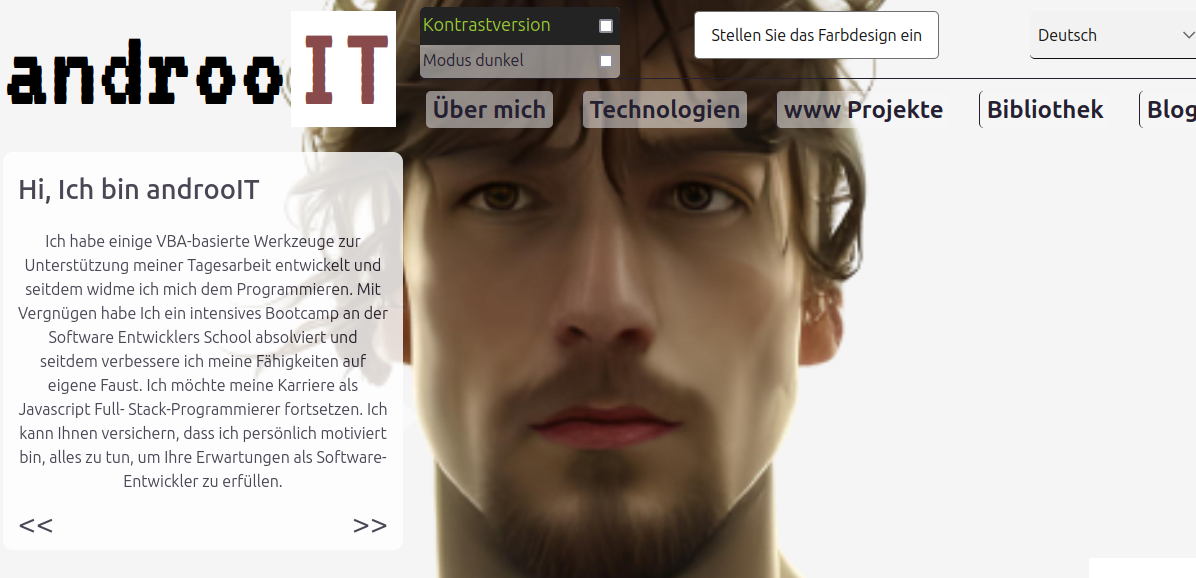 androoIT
Kontrastversion
Modus dunkel
Stellen Sie das Farbdesign ein
Deutsch
Über mich
Technologien
www Projekte
Bibliothek
Blog
Hi, Ich bin androoIT
Ich habe einige VBA-basierte Werkzeuge zur
Unterstützung meiner Tagesarbeit entwickelt und
seitdem widme ich mich dem Programmieren. Mit
Vergnügen habe Ich ein intensives Bootcamp an der
Software Entwicklers School absolviert und
seitdem verbessere ich meine Fähigkeiten auf
eigene Faust. Ich möchte meine Karriere als
Javascript Full- Stack-Programmierer fortsetzen. Ich
kann Ihnen versichern, dass ich persönlich motiviert
bin, alles zu tun, um Ihre Erwartungen als Software-
Entwickler zu erfüllen.
<< >>